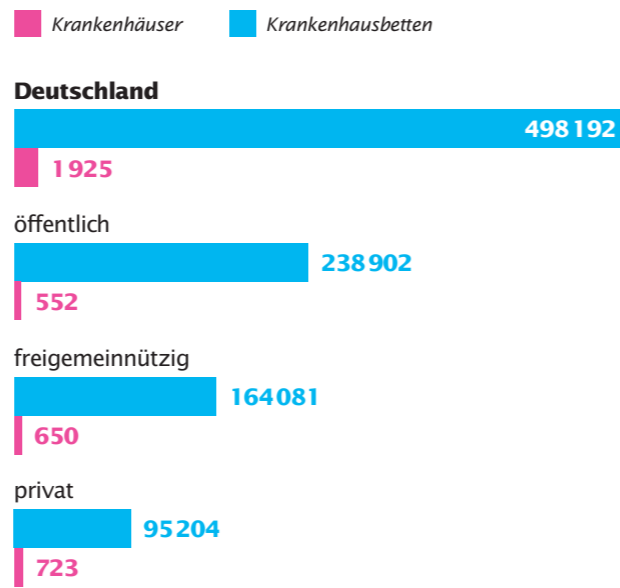 Krankenhäuser Krankenhausbetten
Deutschland
498 192
1 925
öffentlich
238 902
552
freigemeinnützig
164 081
650
privat
95 204
723